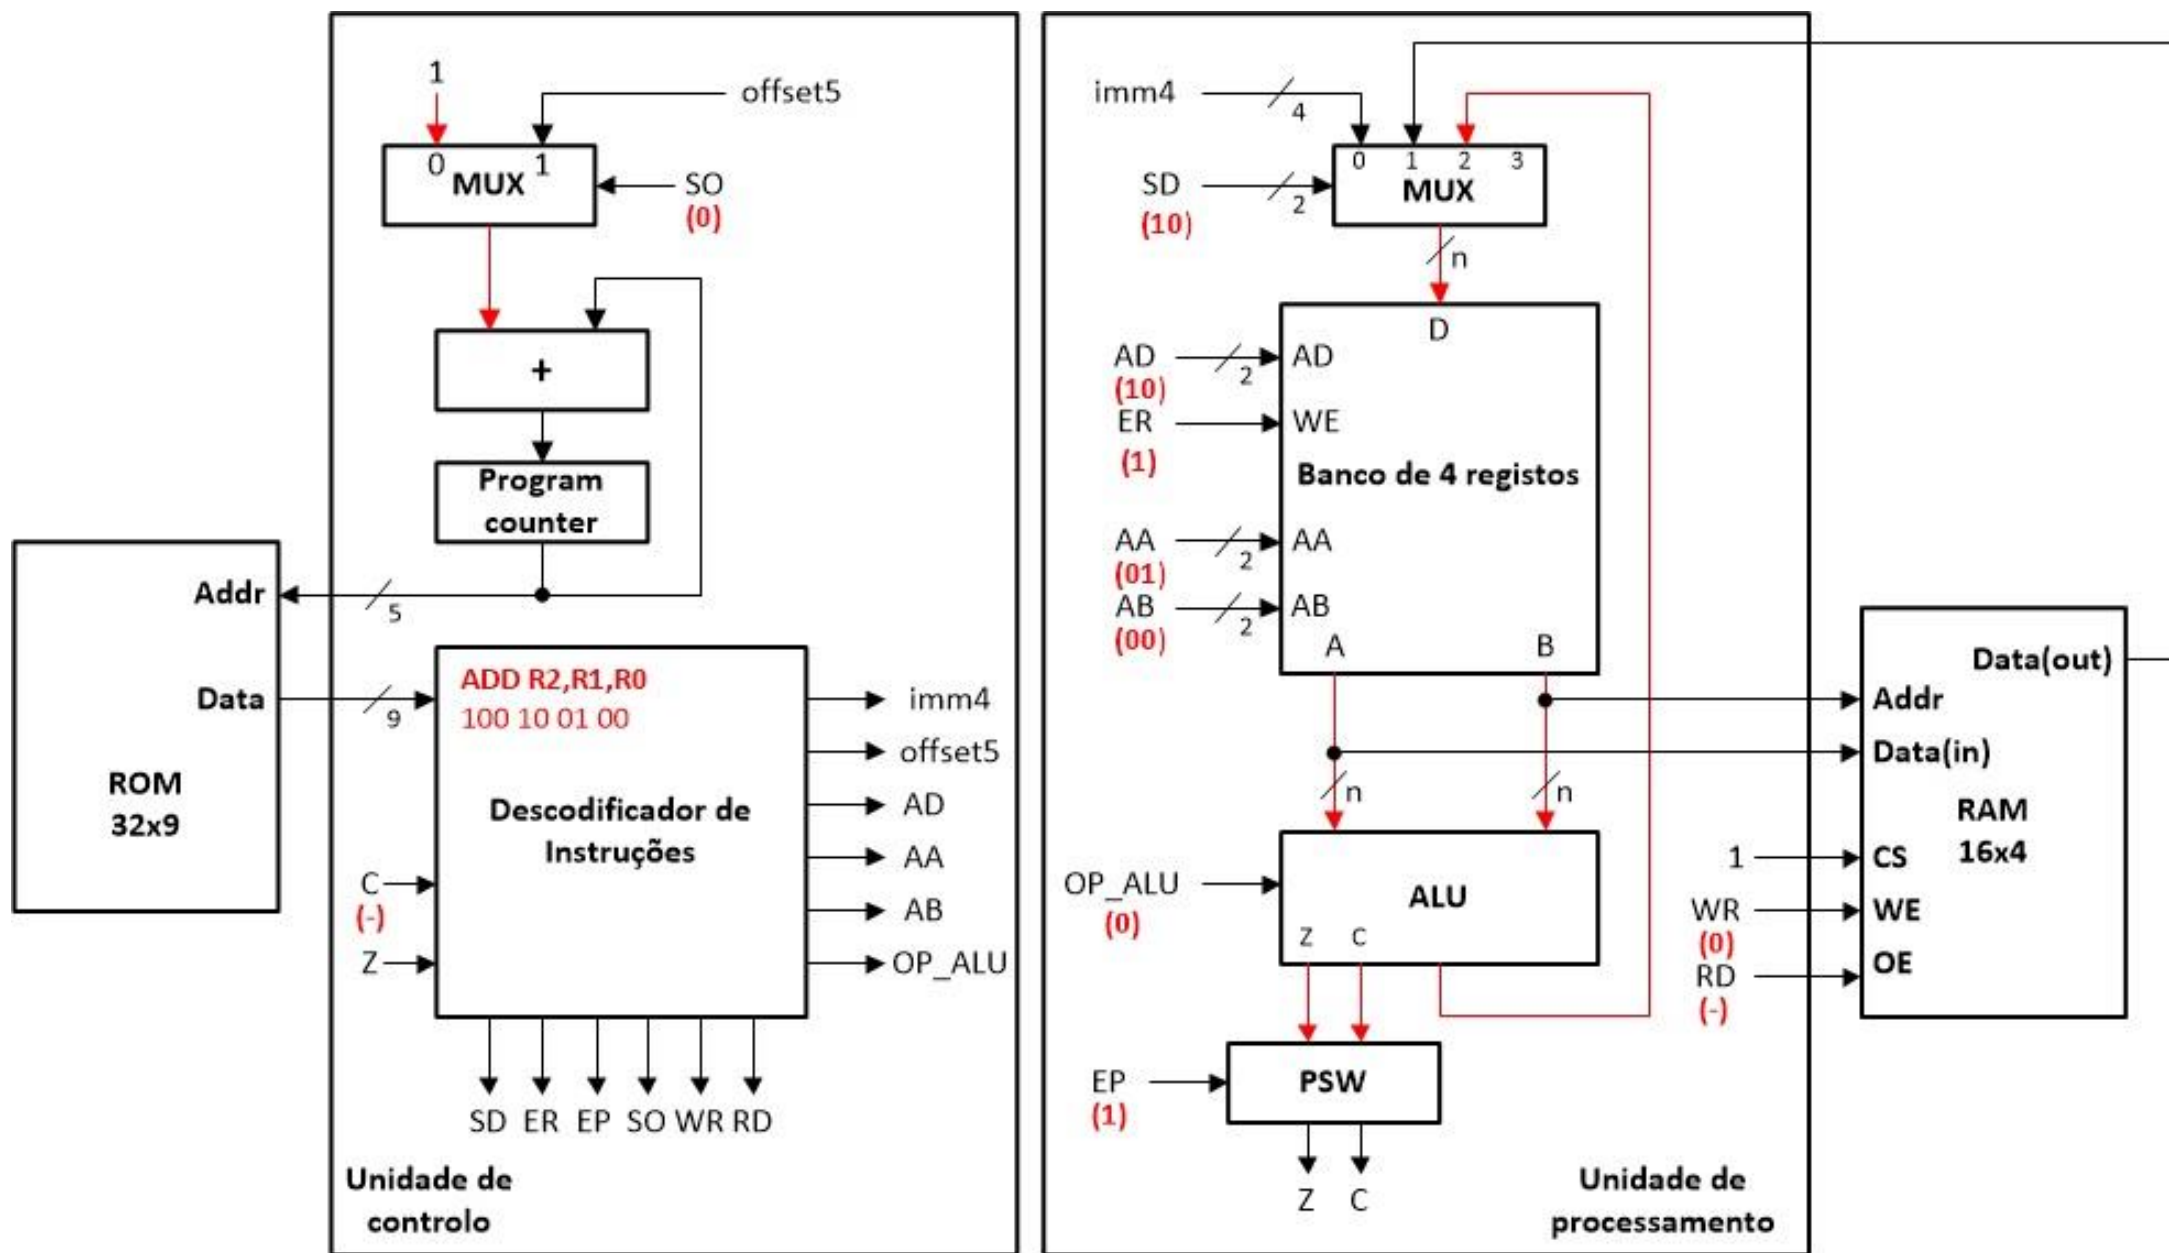 1
offset5
0
1
MUX
SO
(0)
+
Program
counter
Addr
5
Data
9
ROM
32x9
ADD R2,R1,R0
100 10 01 00
Descodificador de
Instruções
C
(-)
Z
imm4
offset5
AD
AA
AB
OP_ALU
SD ER EP SO WR RD
Unidade de
controlo
imm4
4
0 1 2 3
MUX
SD
(10)
2
n
D
AD
(10)
2
AD
ER
(1)
WE
Banco de 4 registos
AA
(01)
2
AA
AB
(00)
2
AB
A
B
n
n
OP_ALU
(0)
ALU
Z C
EP
(1)
PSW
Z C
Unidade de
processamento
Data(out)
Addr
Data(in)
RAM
16x4
1
CS
WR
(0)
WE
RD
(-)
OE